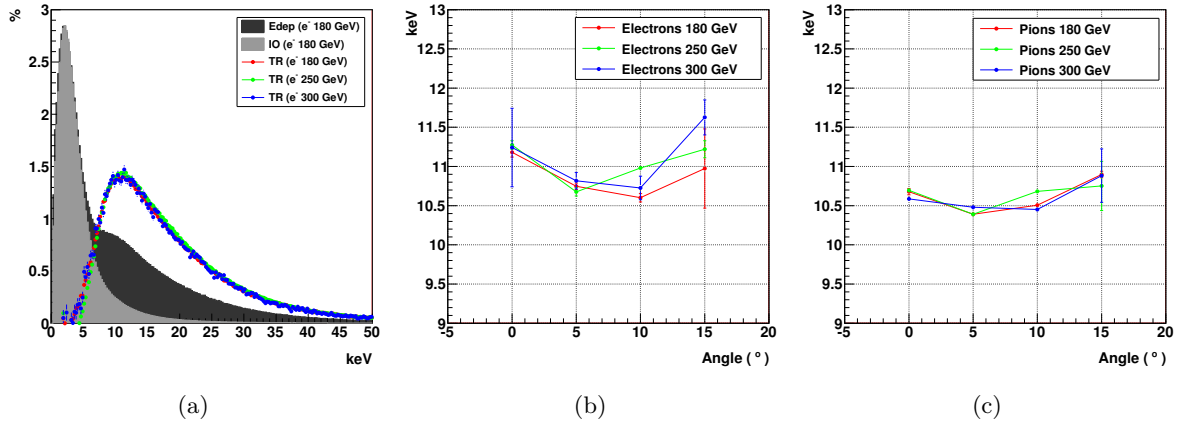 %
3
2.5
2
1.5
1
0.5
0
0 5 10 15 20 25 30 35 40 45 50
keV
Edep (e- 180 GeV)
IO (e- 180 GeV)
TR (e- 180 GeV)
TR (e- 250 GeV)
TR (e- 300 GeV)
(a)
keV
13
12.5
12
11.5
11
10.5
10
9.5
9
-5 0 5 10 15 20
Angle ( º )
Electrons 180 GeV
Electrons 250 GeV
Electrons 300 GeV
(b)
keV
13
12.5
12
11.5
11
10.5
10
9.5
9
-5 0 5 10 15 20
Angle ( º )
Pions 180 GeV
Pions 250 GeV
Pions 300 GeV
(c)